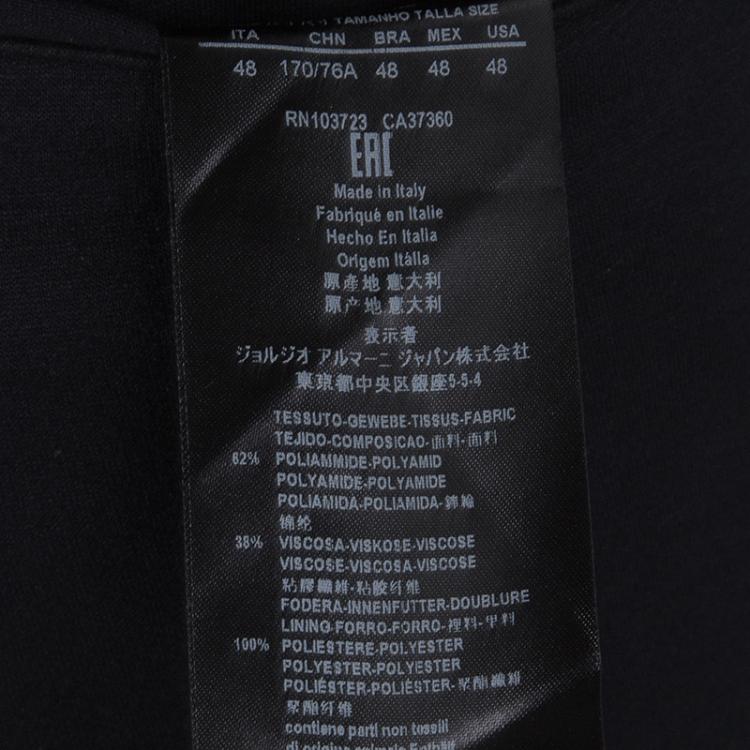 TAMANHO TALLA SIZE
ITA CHN BRA MEX USA
48 170/76A 48 48 48
RN103723 CA37360
EAC
Made in Italy
Fabriqué en Italie
Hecho En Italia
Origem Itália
原產地 意大利
原产地 意大利
表示者
ジョルジオ アルマーニ ジャパン株式会社
東京都中央区銀座5-5-4
TESSUTO-GEWEBE-TISSUS-FABRIC
TEJIDO-COMPOSICAO-面料-面料
62% POLIAMMIDE-POLYAMID
POLYAMIDE-POLYAMIDE
POLIAMIDA-POLIAMIDA-錦綸
锦纶
38% VISCOSA-VISKOSE-VISCOSE
VISCOSE-VISCOSA-VISCOSE
粘膠纖維-粘胶纤维
FODERA-INNENFUTTER-DOUBLURE
LINING-FORRO-FORRO-裡料-里料
100% POLIESTERE-POLYESTER
POLYESTER-POLYESTER
POLIÉSTER-POLIÉSTER-聚酯纖維
聚酯纤维
contiene parti non tessili
di origine animale